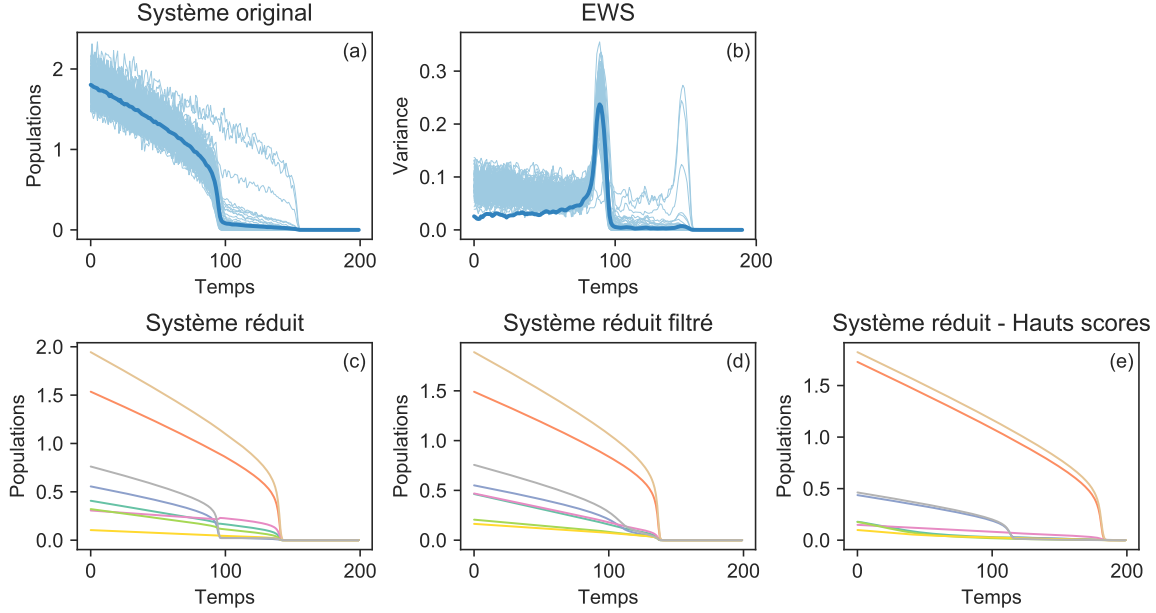 Système original
(a)
Populations
2
1
0
0
100
200
Temps
EWS
(b)
Variance
0.3
0.2
0.1
0.0
0
100
200
Temps
Système réduit
(c)
Populations
2.0
1.5
1.0
0.5
0.0
0
100
200
Temps
Système réduit filtré
(d)
Populations
1.5
1.0
0.5
0.0
0
100
200
Temps
Système réduit - Hauts scores
(e)
Populations
1.5
1.0
0.5
0.0
0
100
200
Temps